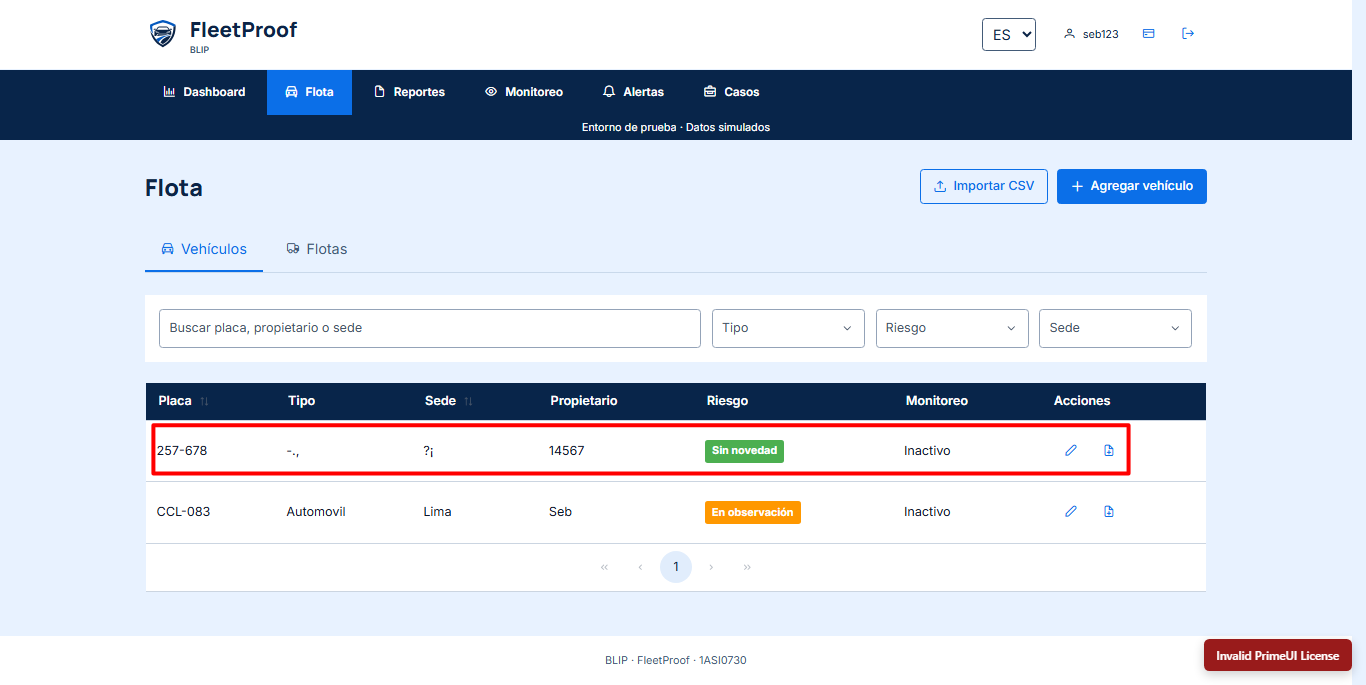 FleetProof
BLIP
ES
seb123
Dashboard Flota Reportes Monitoreo Alertas Casos
Entorno de prueba · Datos simulados
Flota
Importar CSV
Agregar vehículo
Vehículos Flotas
Buscar placa, propietario o sede
Tipo
Riesgo
Sede
Placa Tipo Sede Propietario Riesgo Monitoreo Acciones
257-678 -., ?¡ 14567 Sin novedad Inactivo
CCL-083 Automovil Lima Seb En observación Inactivo
« ‹ 1 › »
BLIP · FleetProof · 1ASI0730
Invalid PrimeUI License